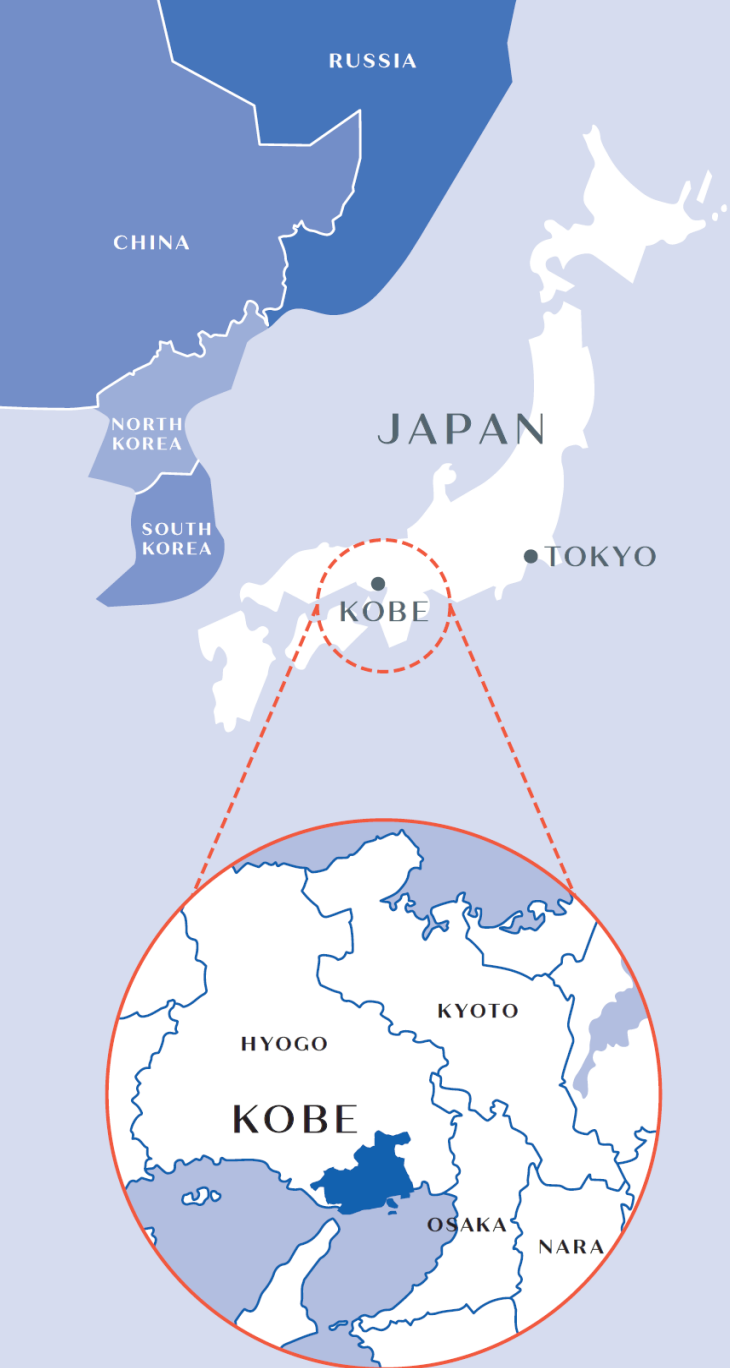 RUSSIA
CHINA
JAPAN
NORTH
KOREA
SOUTH
KOREA
TOKYO
KOBE
KYOTO
HYOGO
KOBE
OSAKA
NARA